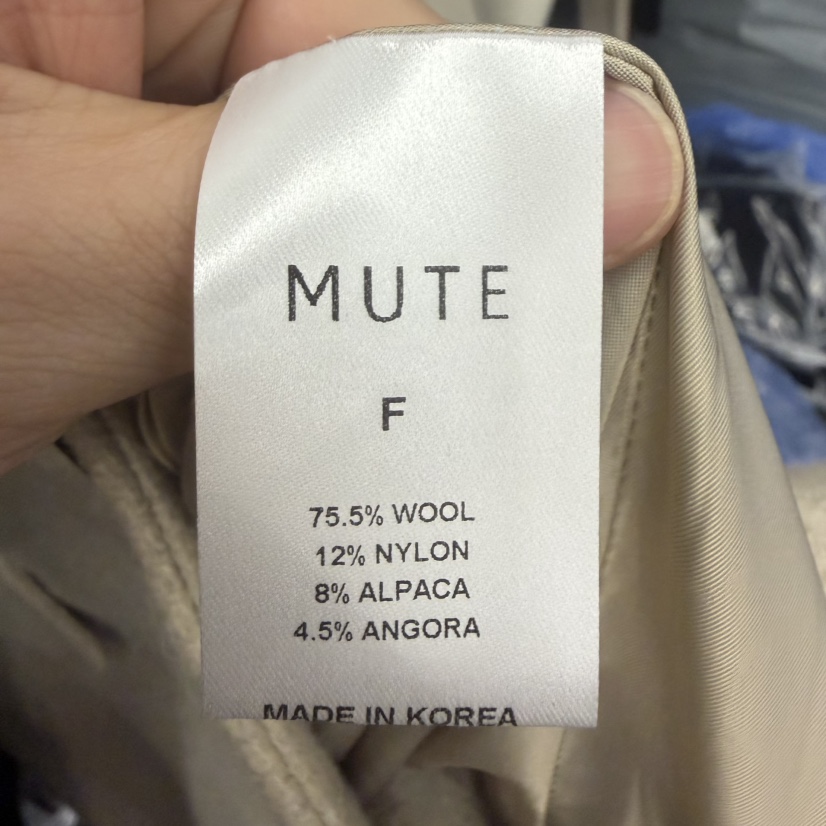 MUTE
F
75.5% WOOL
12% NYLON
8% ALPACA
4.5% ANGORA
MADE IN KOREA